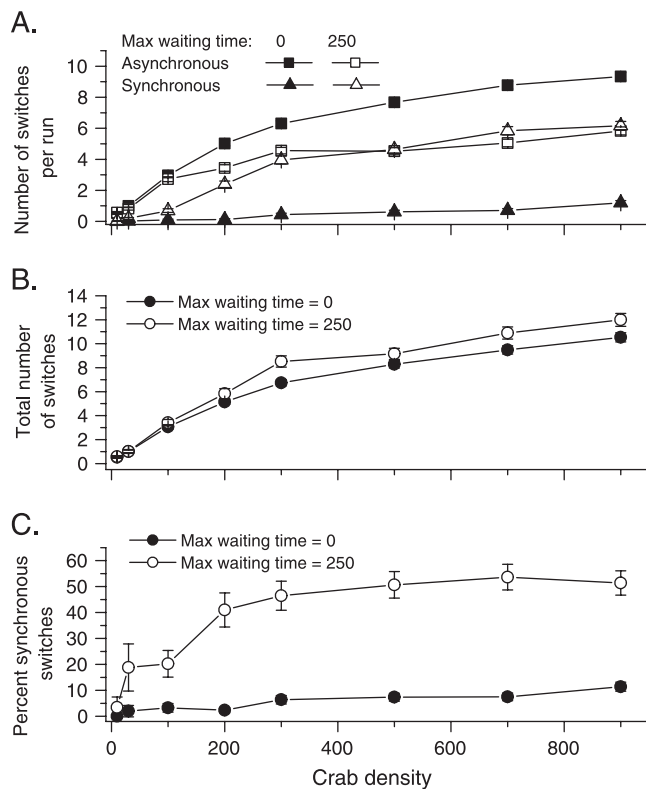 A.
Max waiting time: 0 250
Asynchronous
Synchronous
Number of switches
per run
10
8
6
4
2
0
B.
Max waiting time = 0
Max waiting time = 250
Total number
of switches
14
12
10
8
6
4
2
0
C.
Max waiting time = 0
Max waiting time = 250
Percent synchronous
switches
60
50
40
30
20
10
0
0 200 400 600 800
Crab density